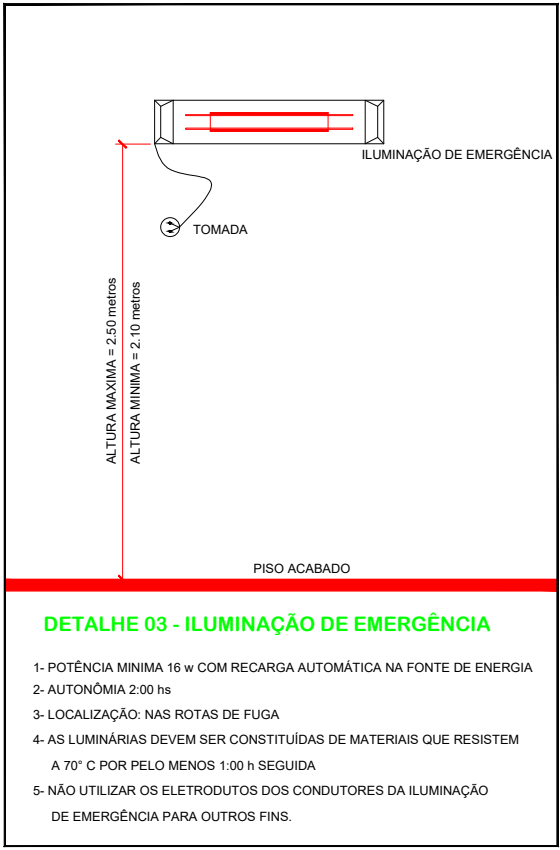 ILUMINAÇÃO DE EMERGÊNCIA
TOMADA
ALTURA MAXIMA = 2.50 metros
ALTURA MINIMA = 2.10 metros
PISO ACABADO
DETALHE 03 - ILUMINAÇÃO DE EMERGÊNCIA
1- POTÊNCIA MINIMA 16 w COM RECARGA AUTOMÁTICA NA FONTE DE ENERGIA
2- AUTONÔMIA 2:00 hs
3- LOCALIZAÇÃO: NAS ROTAS DE FUGA
4- AS LUMINÁRIAS DEVEM SER CONSTITUÍDAS DE MATERIAIS QUE RESISTEM
A 70° C POR PELO MENOS 1:00 h SEGUIDA
5- NÃO UTILIZAR OS ELETRODUTOS DOS CONDUTORES DA ILUMINAÇÃO
DE EMERGÊNCIA PARA OUTROS FINS.